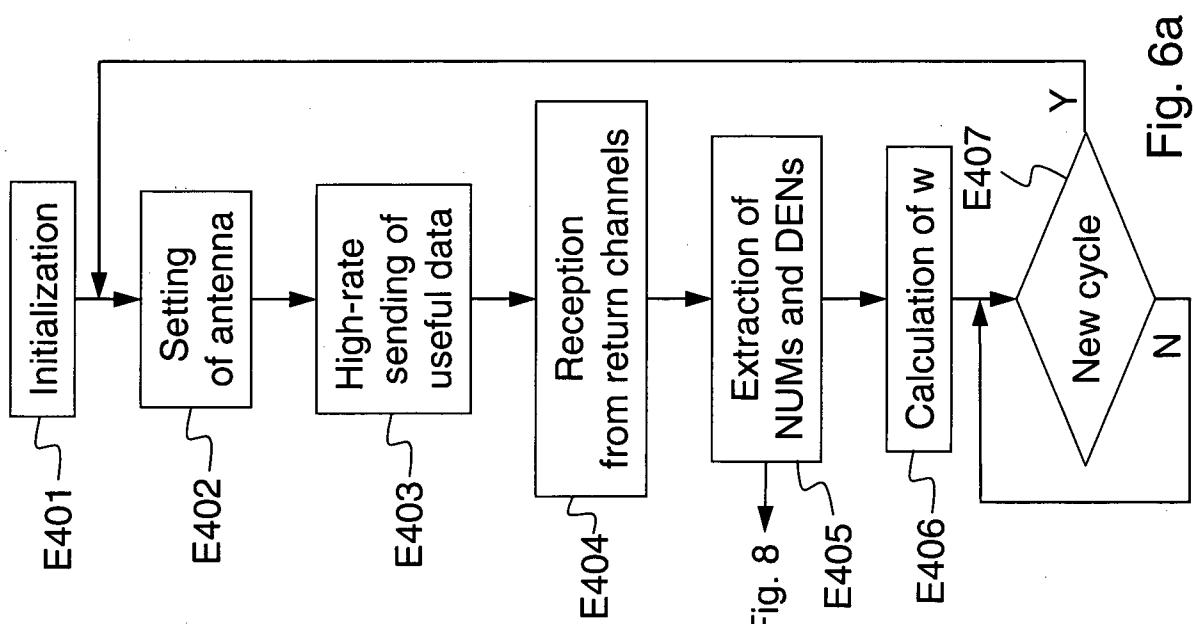 Initialization
E401
Setting
of antenna
E402
High-rate
sending of
useful data
E403
Reception
from return channels
E404
Extraction of
NUMs and DENs
E405
Fig. 8
Calculation of w
E406
New cycle
E407
Y
N
Fig. 6a